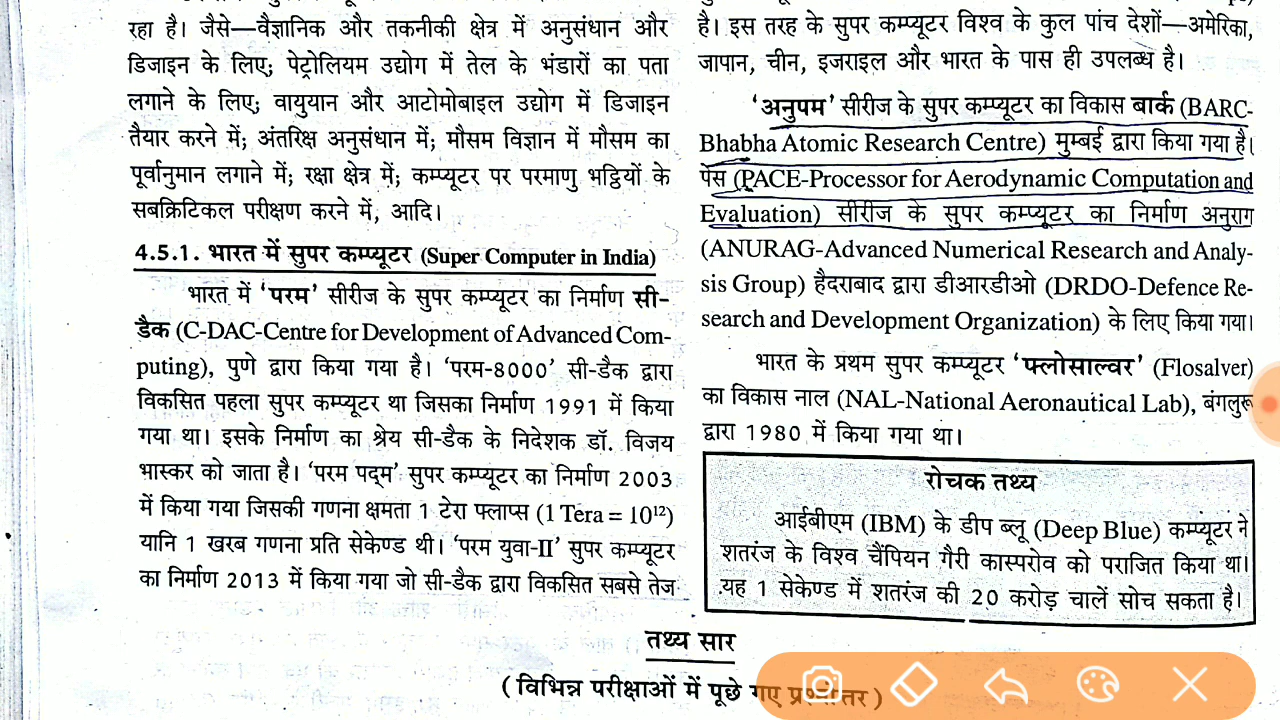 रहा है। जैसे—वैज्ञानिक और तकनीकी क्षेत्र में अनुसंधान और
डिजाइन के लिए; पेट्रोलियम उद्योग में तेल के भंडारों का पता
लगाने के लिए; वायुयान और आटोमोबाइल उद्योग में डिजाइन
तैयार करने में; अंतरिक्ष अनुसंधान में; मौसम विज्ञान में मौसम का
पूर्वानुमान लगाने में; रक्षा क्षेत्र में; कम्प्यूटर पर परमाणु भट्ठियों के
सबक्रिटिकल परीक्षण करने में, आदि।
4.5.1. भारत में सुपर कम्प्यूटर (Super Computer in India)
भारत में 'परम' सीरीज के सुपर कम्प्यूटर का निर्माण सी-
डैक (C-DAC-Centre for Development of Advanced Com-
puting), पुणे द्वारा किया गया है। 'परम-8000' सी-डैक द्वारा
विकसित पहला सुपर कम्प्यूटर था जिसका निर्माण 1991 में किया
गया था। इसके निर्माण का श्रेय सी-डैक के निदेशक डॉ. विजय
भास्कर को जाता है। 'परम पद्म' सुपर कम्प्यूटर का निर्माण 2003
में किया गया जिसकी गणना क्षमता 1 टेरा फ्लाप्स (1 Tera = 10¹²)
यानि 1 खरब गणना प्रति सेकेण्ड थी। 'परम युवा-II' सुपर कम्प्यूटर
का निर्माण 2013 में किया गया जो सी-डैक द्वारा विकसित सबसे तेज
है। इस तरह के सुपर कम्प्यूटर विश्व के कुल पांच देशों—अमेरिका,
जापान, चीन, इजराइल और भारत के पास ही उपलब्ध है।
'अनुपम' सीरीज के सुपर कम्प्यूटर का विकास बार्क (BARC-
Bhabha Atomic Research Centre) मुम्बई द्वारा किया गया है।
पेस (PACE-Processor for Aerodynamic Computation and
Evaluation) सीरीज के सुपर कम्प्यूटर का निर्माण अनुराग
(ANURAG-Advanced Numerical Research and Analy-
sis Group) हैदराबाद द्वारा डीआरडीओ (DRDO-Defence Re-
search and Development Organization) के लिए किया गया।
भारत के प्रथम सुपर कम्प्यूटर 'फ्लोसाल्वर' (Flosalver)
का विकास नाल (NAL-National Aeronautical Lab), बंगलुरू
द्वारा 1980 में किया गया था।
रोचक तथ्य
आईबीएम (IBM) के डीप ब्लू (Deep Blue) कम्प्यूटर ने
शतरंज के विश्व चैंपियन गैरी कास्परोव को पराजित किया था।
यह 1 सेकेण्ड में शतरंज की 20 करोड़ चालें सोच सकता है।
तथ्य सार
(विभिन्न परीक्षाओं में पूछे गए प्रश्नोत्तर)